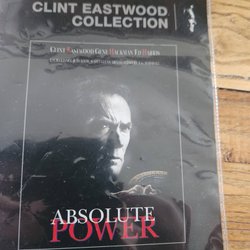 CLINT EASTWOOD
COLLECTION
CLINT EASTWOOD GENE HACKMAN ED HARRIS
ABSOLUTE
POWER